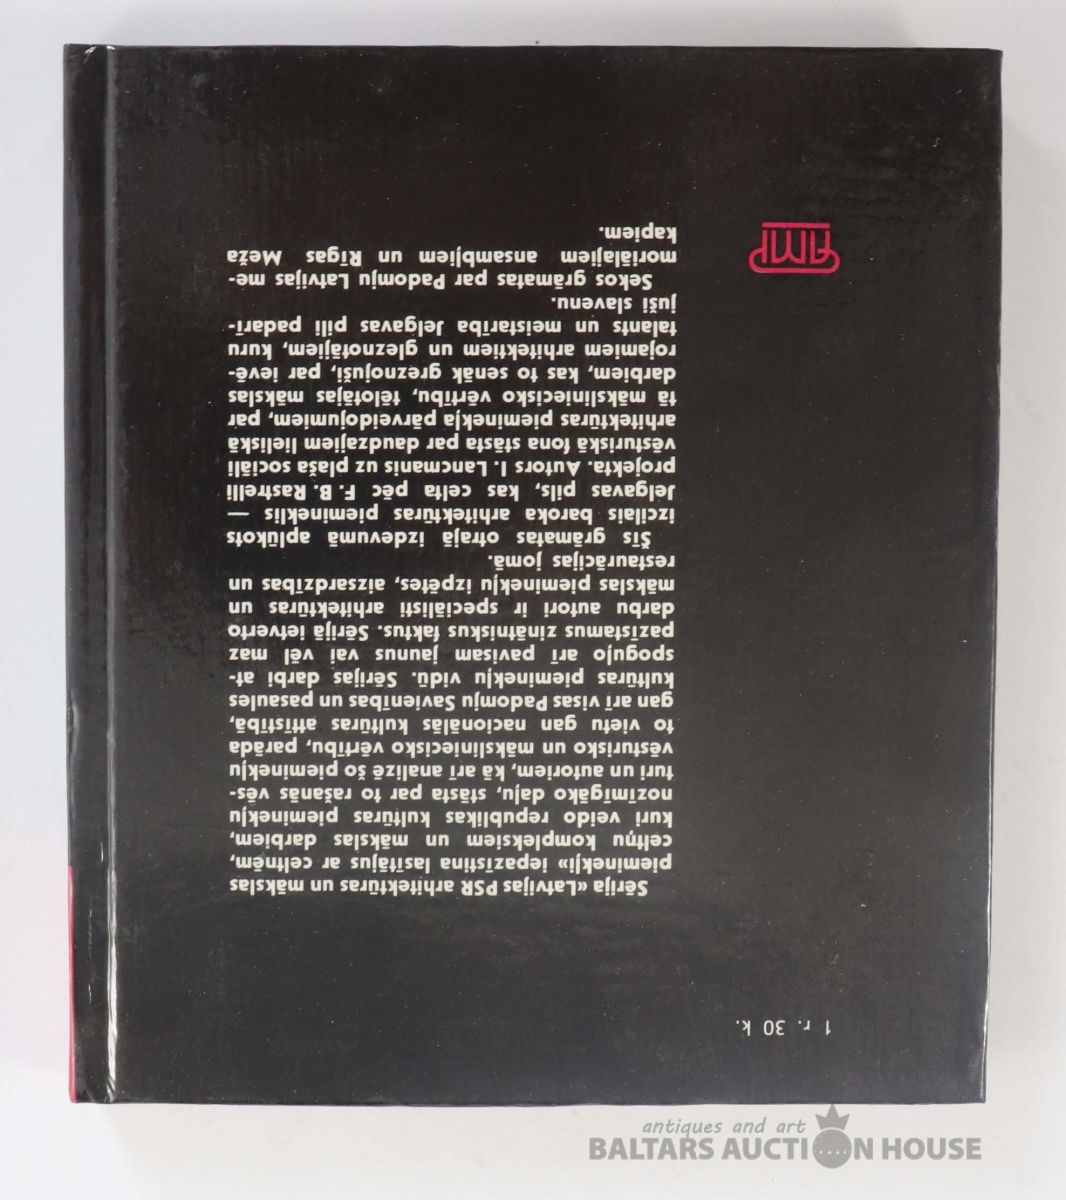 1 r. 30 k.
Sērija «Latvijas PSR arhitektūras un mākslas
pieminekļi» iepazīstina lasītājus ar celtnēm,
celtņu kompleksiem un mākslas darbiem,
kuri veido republikas kultūras pieminekļu
nozīmīgāko daļu, stāsta par to rašanās vēs-
turi un autoriem, kā arī analizē šo pieminekļu
vēsturisko un māksliniecisko vērtību, parāda
to vietu gan nacionālās kultūras attīstībā,
gan arī visas Padomju Savienības un pasaules
kultūras pieminekļu vidū. Sērijas darbi at-
spoguļo arī pavisam jaunus vai vēl maz
pazīstamus zinātniskus faktus. Sērijā ietverto
darbu autori ir speciālisti arhitektūras un
mākslas pieminekļu izpētes, aizsardzības un
restaurācijas jomā.
Šīs grāmatas otrajā izdevumā aplūkots
izcilais baroka arhitektūras piemineklis —
Jelgavas pils, kas celta pēc F. B. Rastrelli
projekta. Autors I. Lancmanis uz plaša sociāli
vēsturiskā fona stāsta par daudzajiem lieliskā
arhitektūras pieminekļa pārveidojumiem, par
tā māksliniecisko vērtību, tēlotājas mākslas
darbiem, kas to senāk greznojuši, par ievē-
rojamiem arhitektiem un gleznotājiem, kuru
talants un meistarība Jelgavas pili padarī-
juši slavenu.
Sekos grāmatas par Padomju Latvijas me-
moriālajiem ansambļiem un Rīgas Meža
kapiem.
AMP
antiques and art
BALTARS AUCTION HOUSE